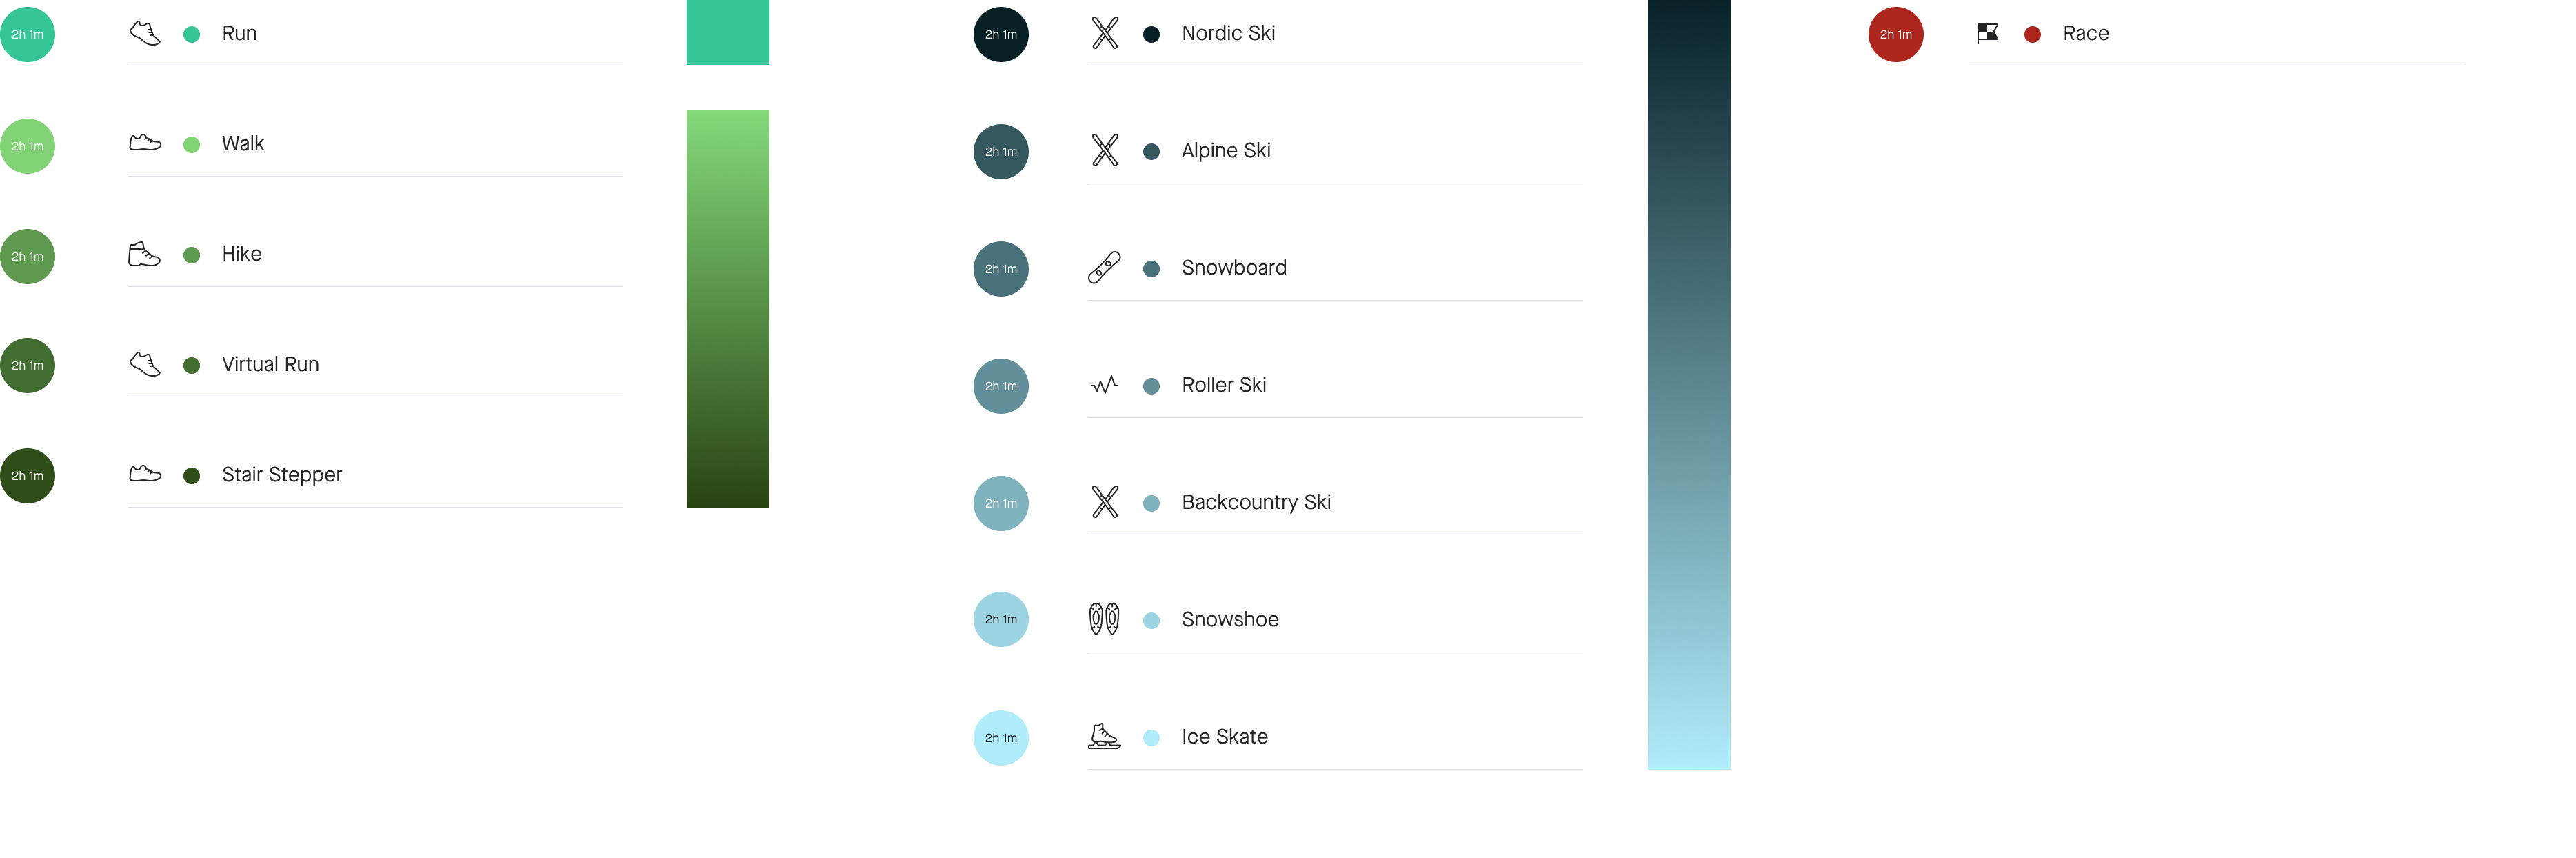 2h 1m Run
2h 1m Walk
2h 1m Hike
2h 1m Virtual Run
2h 1m Stair Stepper
2h 1m Nordic Ski
2h 1m Alpine Ski
2h 1m Snowboard
2h 1m Roller Ski
2h 1m Backcountry Ski
2h 1m Snowshoe
2h 1m Ice Skate
2h 1m Race